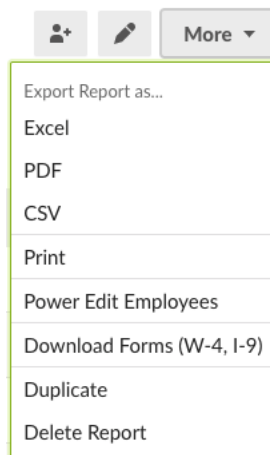 More
Export Report as...
Excel
PDF
CSV
Print
Power Edit Employees
Download Forms (W-4, I-9)
Duplicate
Delete Report